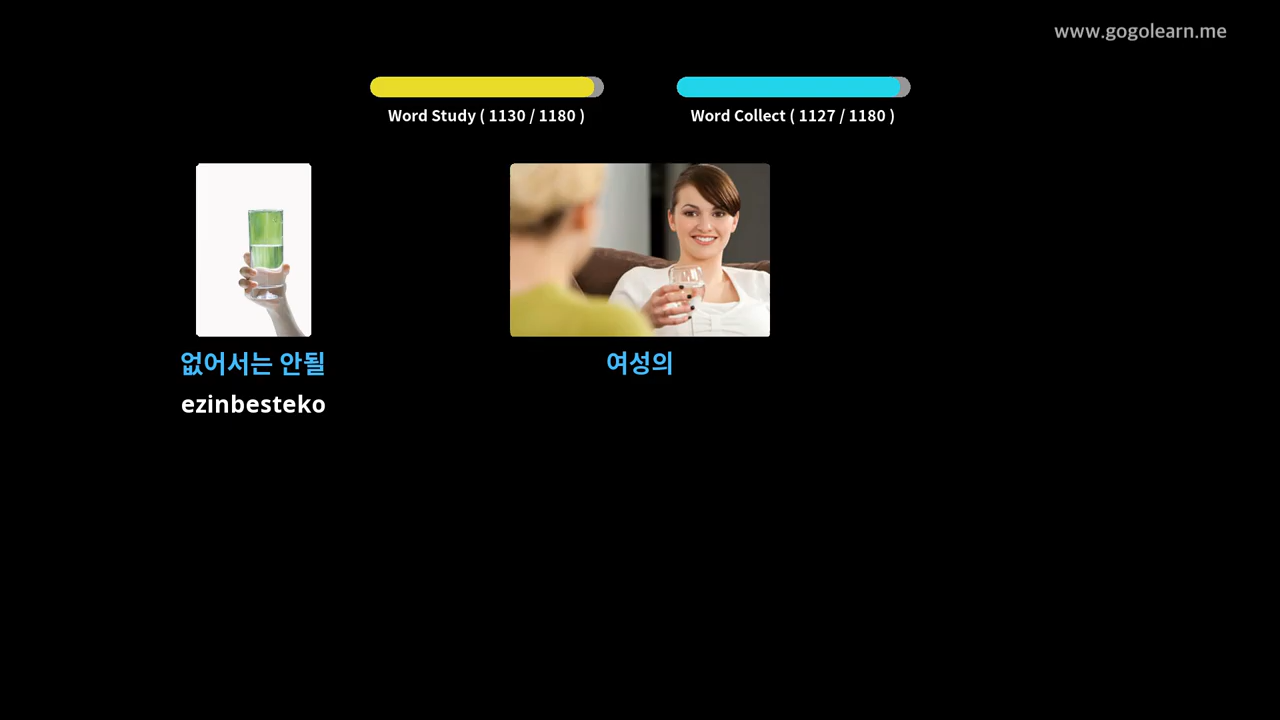 www.gogolearn.me
Word Study ( 1130 / 1180 )
Word Collect ( 1127 / 1180 )
없어서는 안될
여성의
ezinbesteko